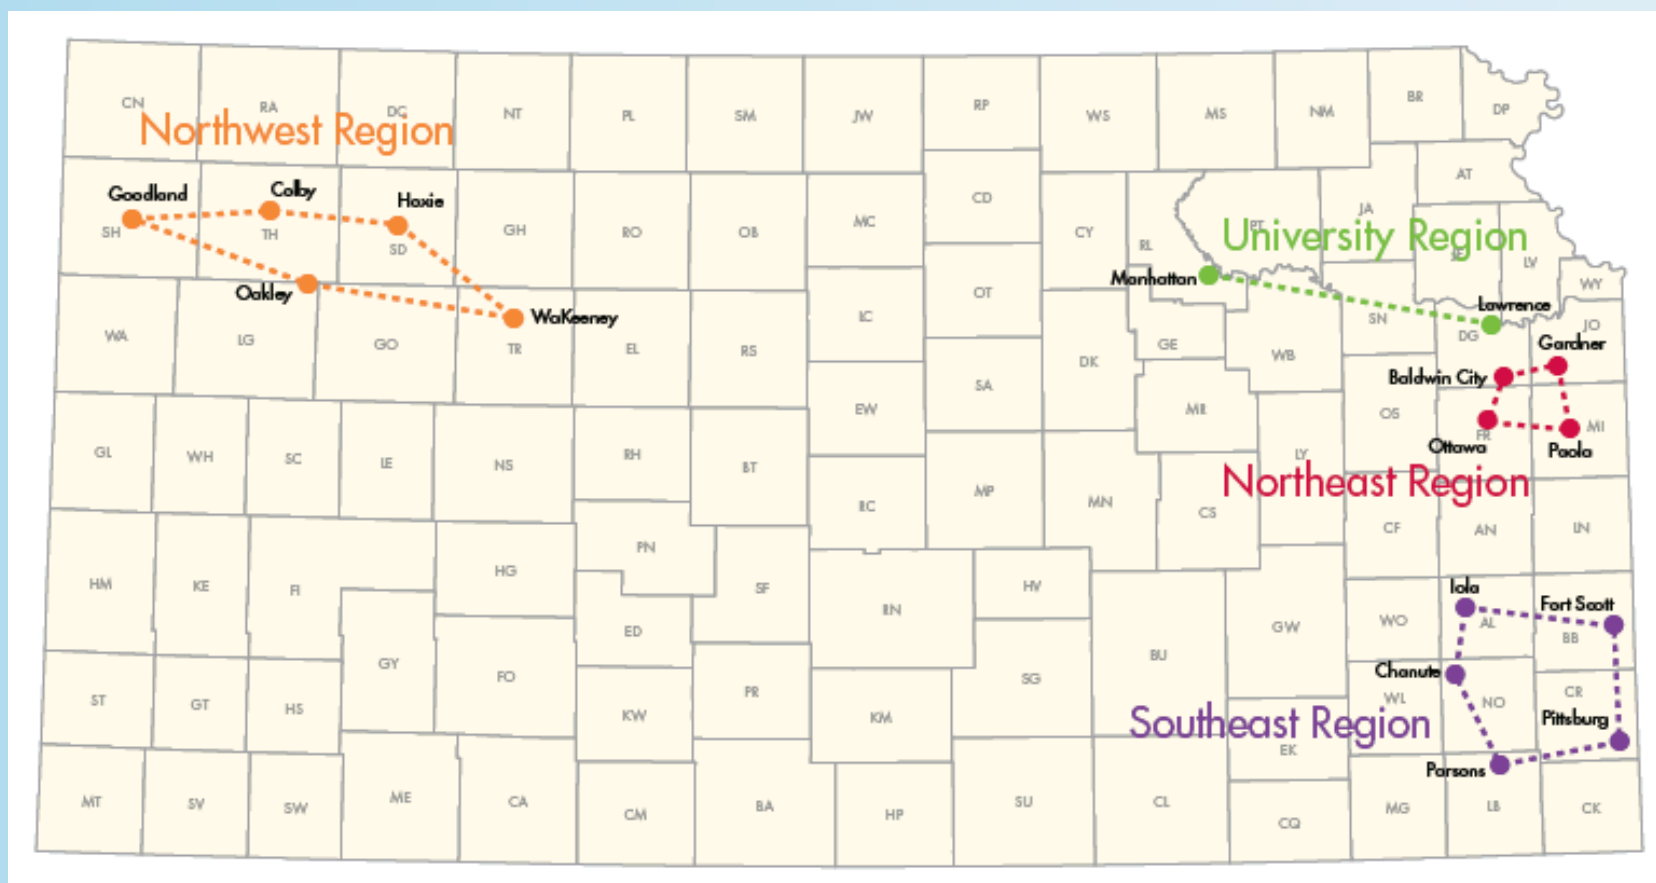 CN
RA
DC
NT
PL
SM
JW
RP
WS
MS
NM
BR
DP
Northwest Region
Goodland
Colby
Hoxie
SH
TH
SD
GH
RO
OB
MC
CD
CY
RL
PT
JA
AT
University Region
LV
WY
Manhattan
Oakley
WaKeeney
OT
Lawrence
WA
LG
GO
TR
EL
RS
LC
DK
GE
WB
SN
DG
JO
Gardner
Baldwin City
SA
EW
MR
OS
FR
MI
Ottawa
Paola
GL
WH
SC
LE
NS
RH
BT
LY
Northeast Region
RC
MP
MN
CS
CF
AN
LN
HM
KE
FI
HG
PN
SF
HV
RN
Iola
Fort Scott
ED
GW
WO
AL
BB
GY
FO
BU
Chanute
ST
GT
HS
KW
PR
KM
SG
WL
NO
CR
Southeast Region
Pittsburg
EK
Parsons
MT
SV
SW
ME
CA
CM
BA
HP
SU
CL
CQ
MG
LB
CK